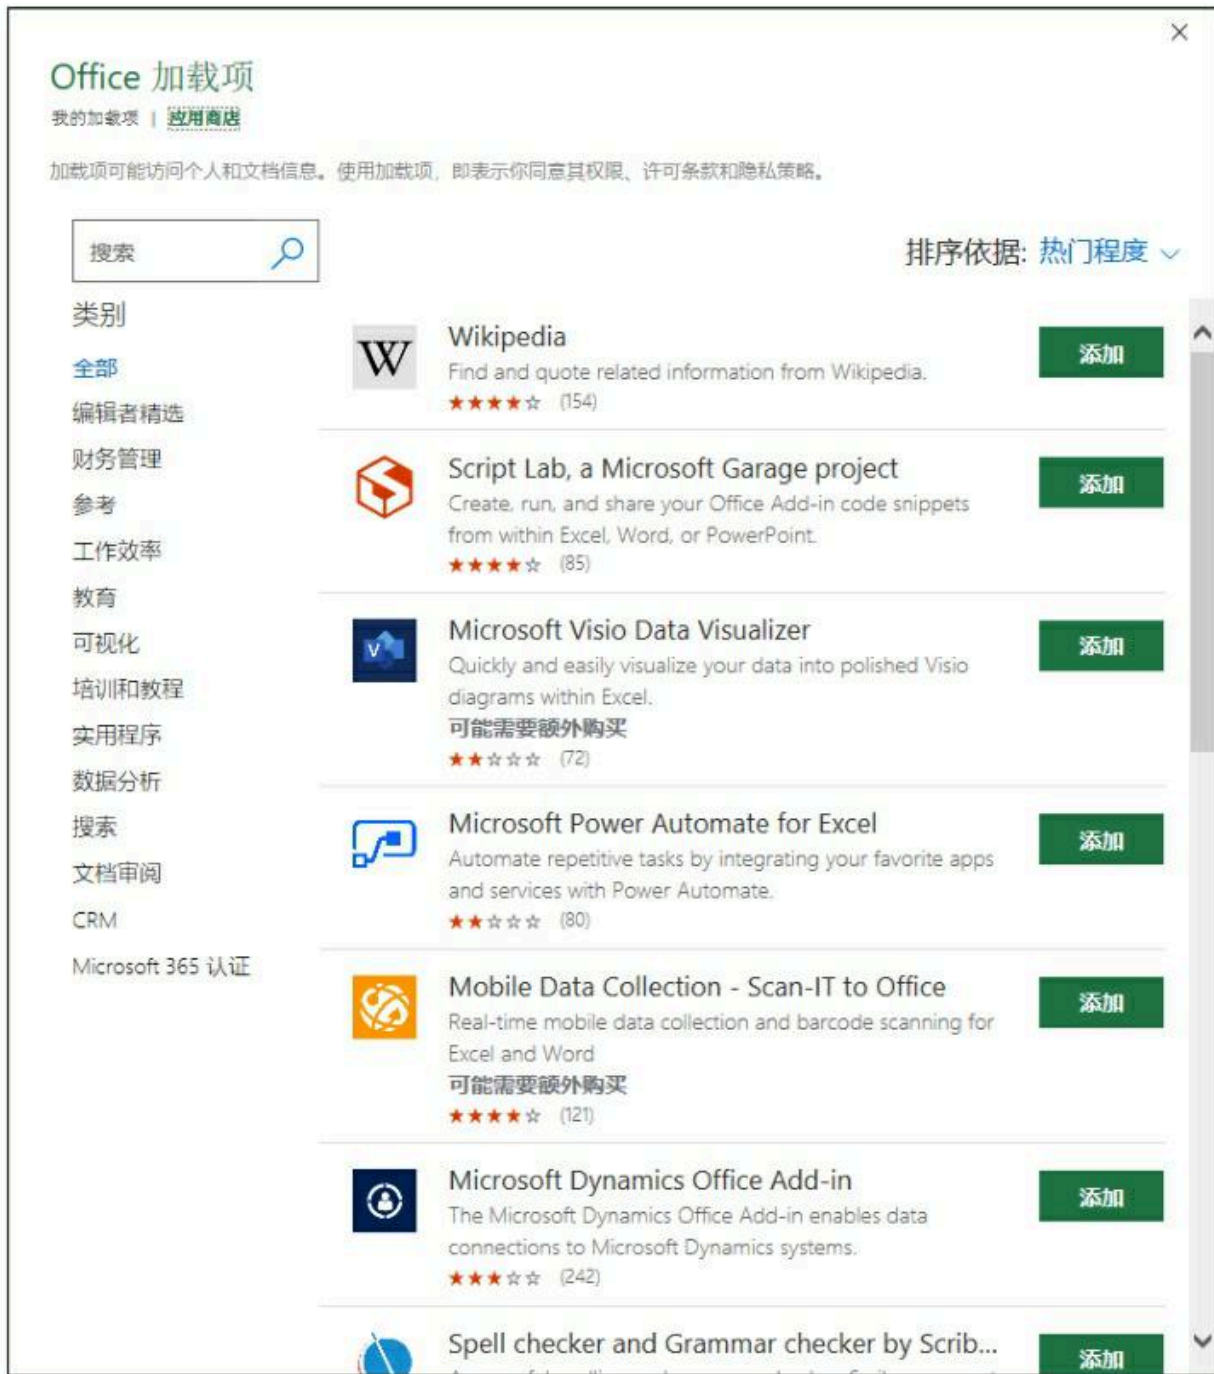 Office 加载项
我的加载项 | 应用商店
加载项可能访问个人和文档信息。使用加载项，即表示你同意其权限、许可条款和隐私策略。
搜索
排序依据: 热门程度
类别
全部
编辑者精选
财务管理
参考
工作效率
教育
可视化
培训和教程
实用程序
数据分析
搜索
文档审阅
CRM
Microsoft 365 认证
Wikipedia
Find and quote related information from Wikipedia.
(154)
添加
Script Lab, a Microsoft Garage project
Create, run, and share your Office Add-in code snippets
from within Excel, Word, or PowerPoint.
(85)
添加
Microsoft Visio Data Visualizer
Quickly and easily visualize your data into polished Visio
diagrams within Excel.
可能需要额外购买
(72)
添加
Microsoft Power Automate for Excel
Automate repetitive tasks by integrating your favorite apps
and services with Power Automate.
(80)
添加
Mobile Data Collection - Scan-IT to Office
Real-time mobile data collection and barcode scanning for
Excel and Word
可能需要额外购买
(121)
添加
Microsoft Dynamics Office Add-in
The Microsoft Dynamics Office Add-in enables data
connections to Microsoft Dynamics systems.
(242)
添加
Spell checker and Grammar checker by Scrib...
添加